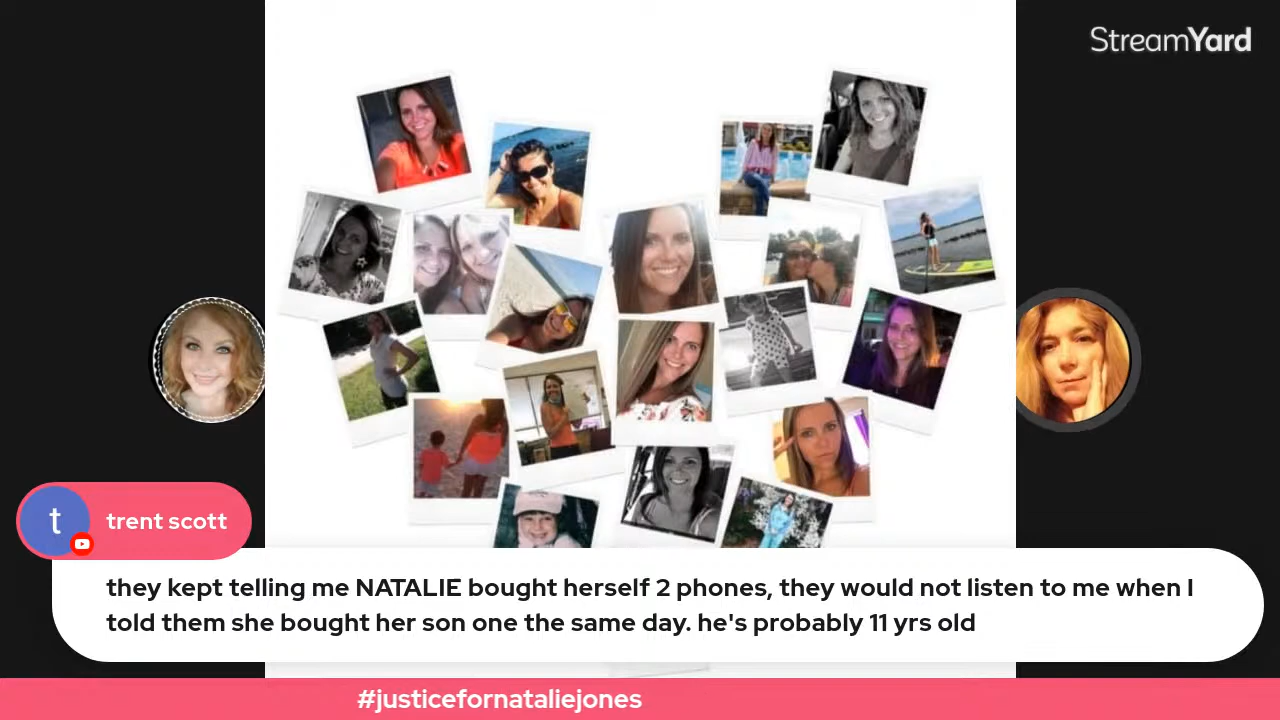 StreamYard
t
trent scott
they kept telling me NATALIE bought herself 2 phones, they would not listen to me when I
told them she bought her son one the same day. he's probably 11 yrs old
#justicefornataliejones